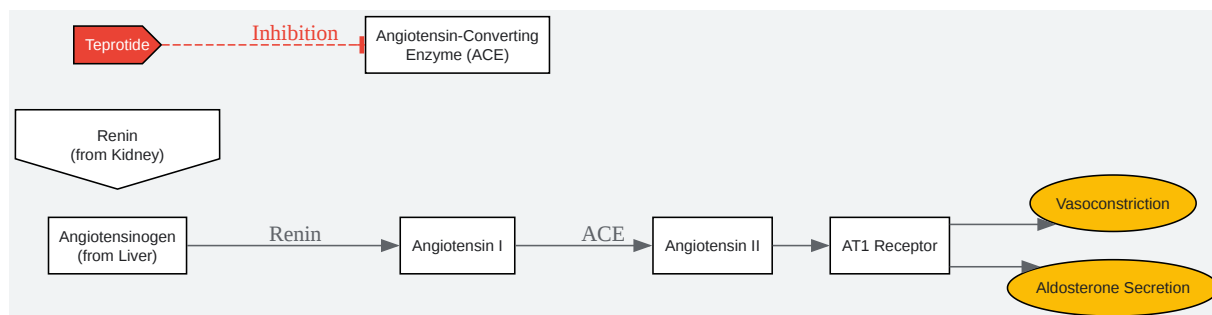 Teprotide
Inhibition
Angiotensin-Converting
Enzyme (ACE)
Renin
(from Kidney)
Angiotensinogen
(from Liver)
Renin
Angiotensin I
ACE
Angiotensin II
AT1 Receptor
Vasoconstriction
Aldosterone Secretion